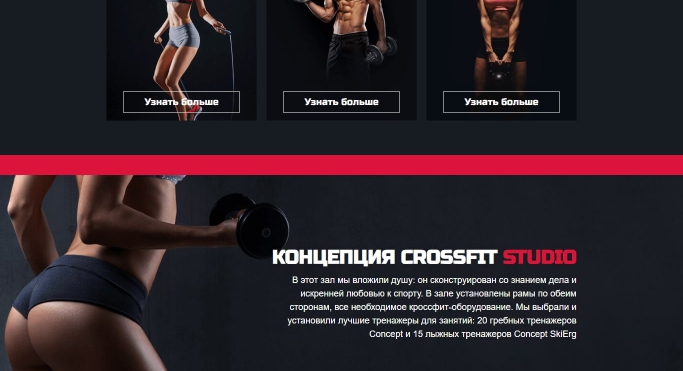 Узнать больше
Узнать больше
Узнать больше
КОНЦЕПЦИЯ CROSSFIT STUDIO
В этот зал мы вложили душу: он сконструирован со знанием дела и
искренней любовью к спорту. В зале установлены рамы по обеим
сторонам, все необходимое кроссфит-оборудование. Мы выбрали и
установили лучшие тренажеры для занятий: 20 гребных тренажеров
Concept и 15 лыжных тренажеров Concept SkiErg